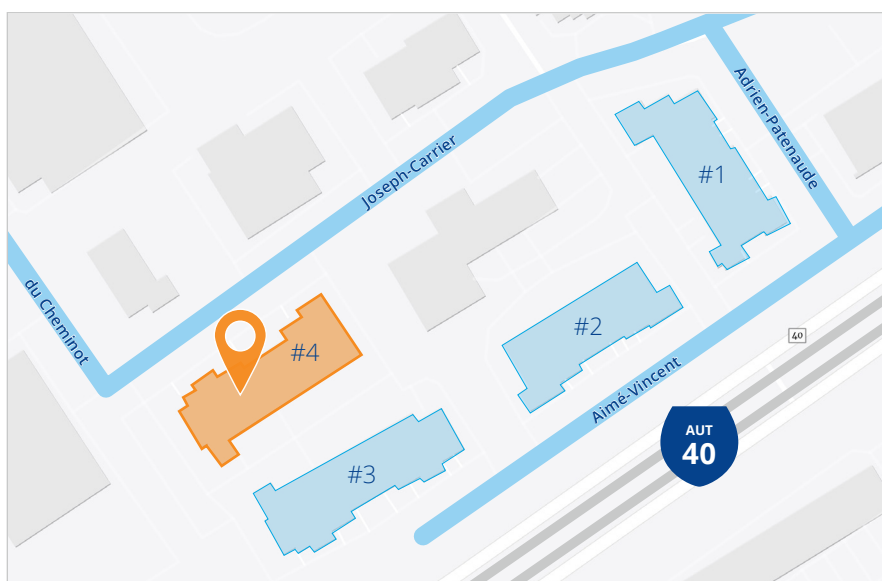 Adrien-Patenaude
Joseph-Carrier
#1
du Cheminot
#2
40
#4
Aimé-Vincent
AUT
40
#3